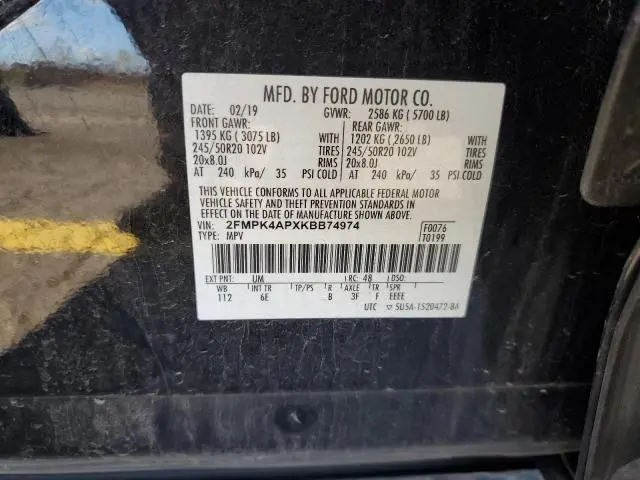 MFD. BY FORD MOTOR CO.
DATE: 02/19 GVWR: 2586 KG ( 5700 LB)
FRONT GAWR: REAR GAWR:
1395 KG ( 3075 LB) WITH 1202 KG ( 2650 LB) WITH
245/50R20 102V TIRES 245/50R20 102V TIRES
20x8.0J RIMS 20x8.0J RIMS
AT 240 kPa/ 35 PSI COLD AT 240 kPa/ 35 PSI COLD
THIS VEHICLE CONFORMS TO ALL APPLICABLE FEDERAL MOTOR
VEHICLE SAFETY AND THEFT PREVENTION STANDARDS IN
EFFECT ON THE DATE OF MANUFACTURE SHOWN ABOVE.
VIN: 2FMPK4APXKBB74974 F0076
TYPE: MPV T0199
EXT PNT: UM RC: 48 DSO:
WB INT TR TP/PS R AXLE TR SPR
112 6E B 3F F EEEE
UTC ▽ 5U5A-1520472-BA